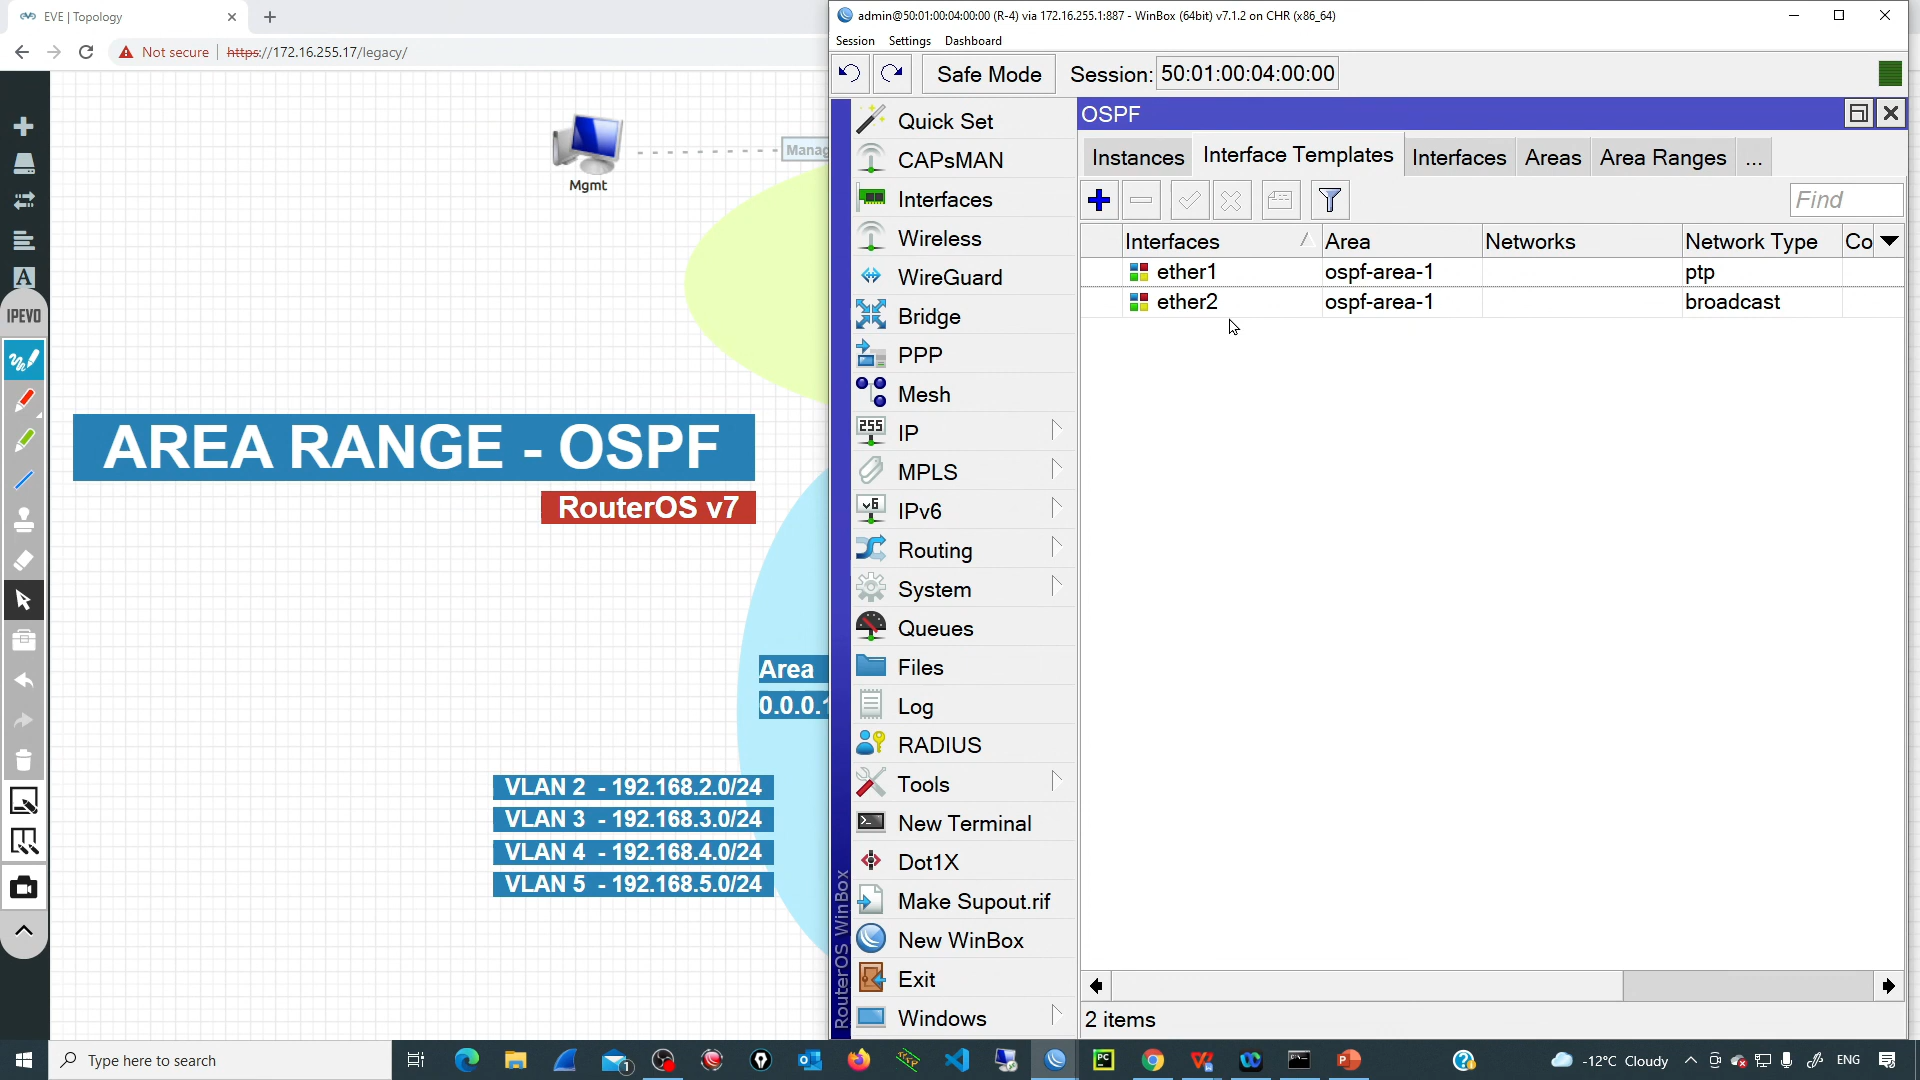 EVE | Topology
Not secure
https://172.16.255.17/legacy/
IPEVO
Mgmt
AREA RANGE - OSPF
RouterOS v7
Area
VLAN 2 - 192.168.2.0/24
VLAN 3 - 192.168.3.0/24
VLAN 4 - 192.168.4.0/24
VLAN 5 - 192.168.5.0/24
admin@50:01:00:04:00:00 (R-4) via 172.16.255.1:887 - WinBox (64bit) v7.1.2 on CHR (x86_64)
Session Settings Dashboard
Safe Mode Session: 50:01:00:04:00:00
Quick Set
CAPsMAN
Interfaces
Wireless
WireGuard
Bridge
PPP
Mesh
255 IP
MPLS
v6 IPv6
Routing
System
Queues
Files
Log
RADIUS
Tools
New Terminal
Dot1X
Make Supout.rif
New WinBox
Exit
Windows
RouterOS WinBox
OSPF
Instances Interface Templates Interfaces Areas Area Ranges ...
Find
Interfaces Area Networks Network Type Co
ether1 ospf-area-1 ptp
ether2 ospf-area-1 broadcast
2 items
Type here to search
-12°C Cloudy
ENG